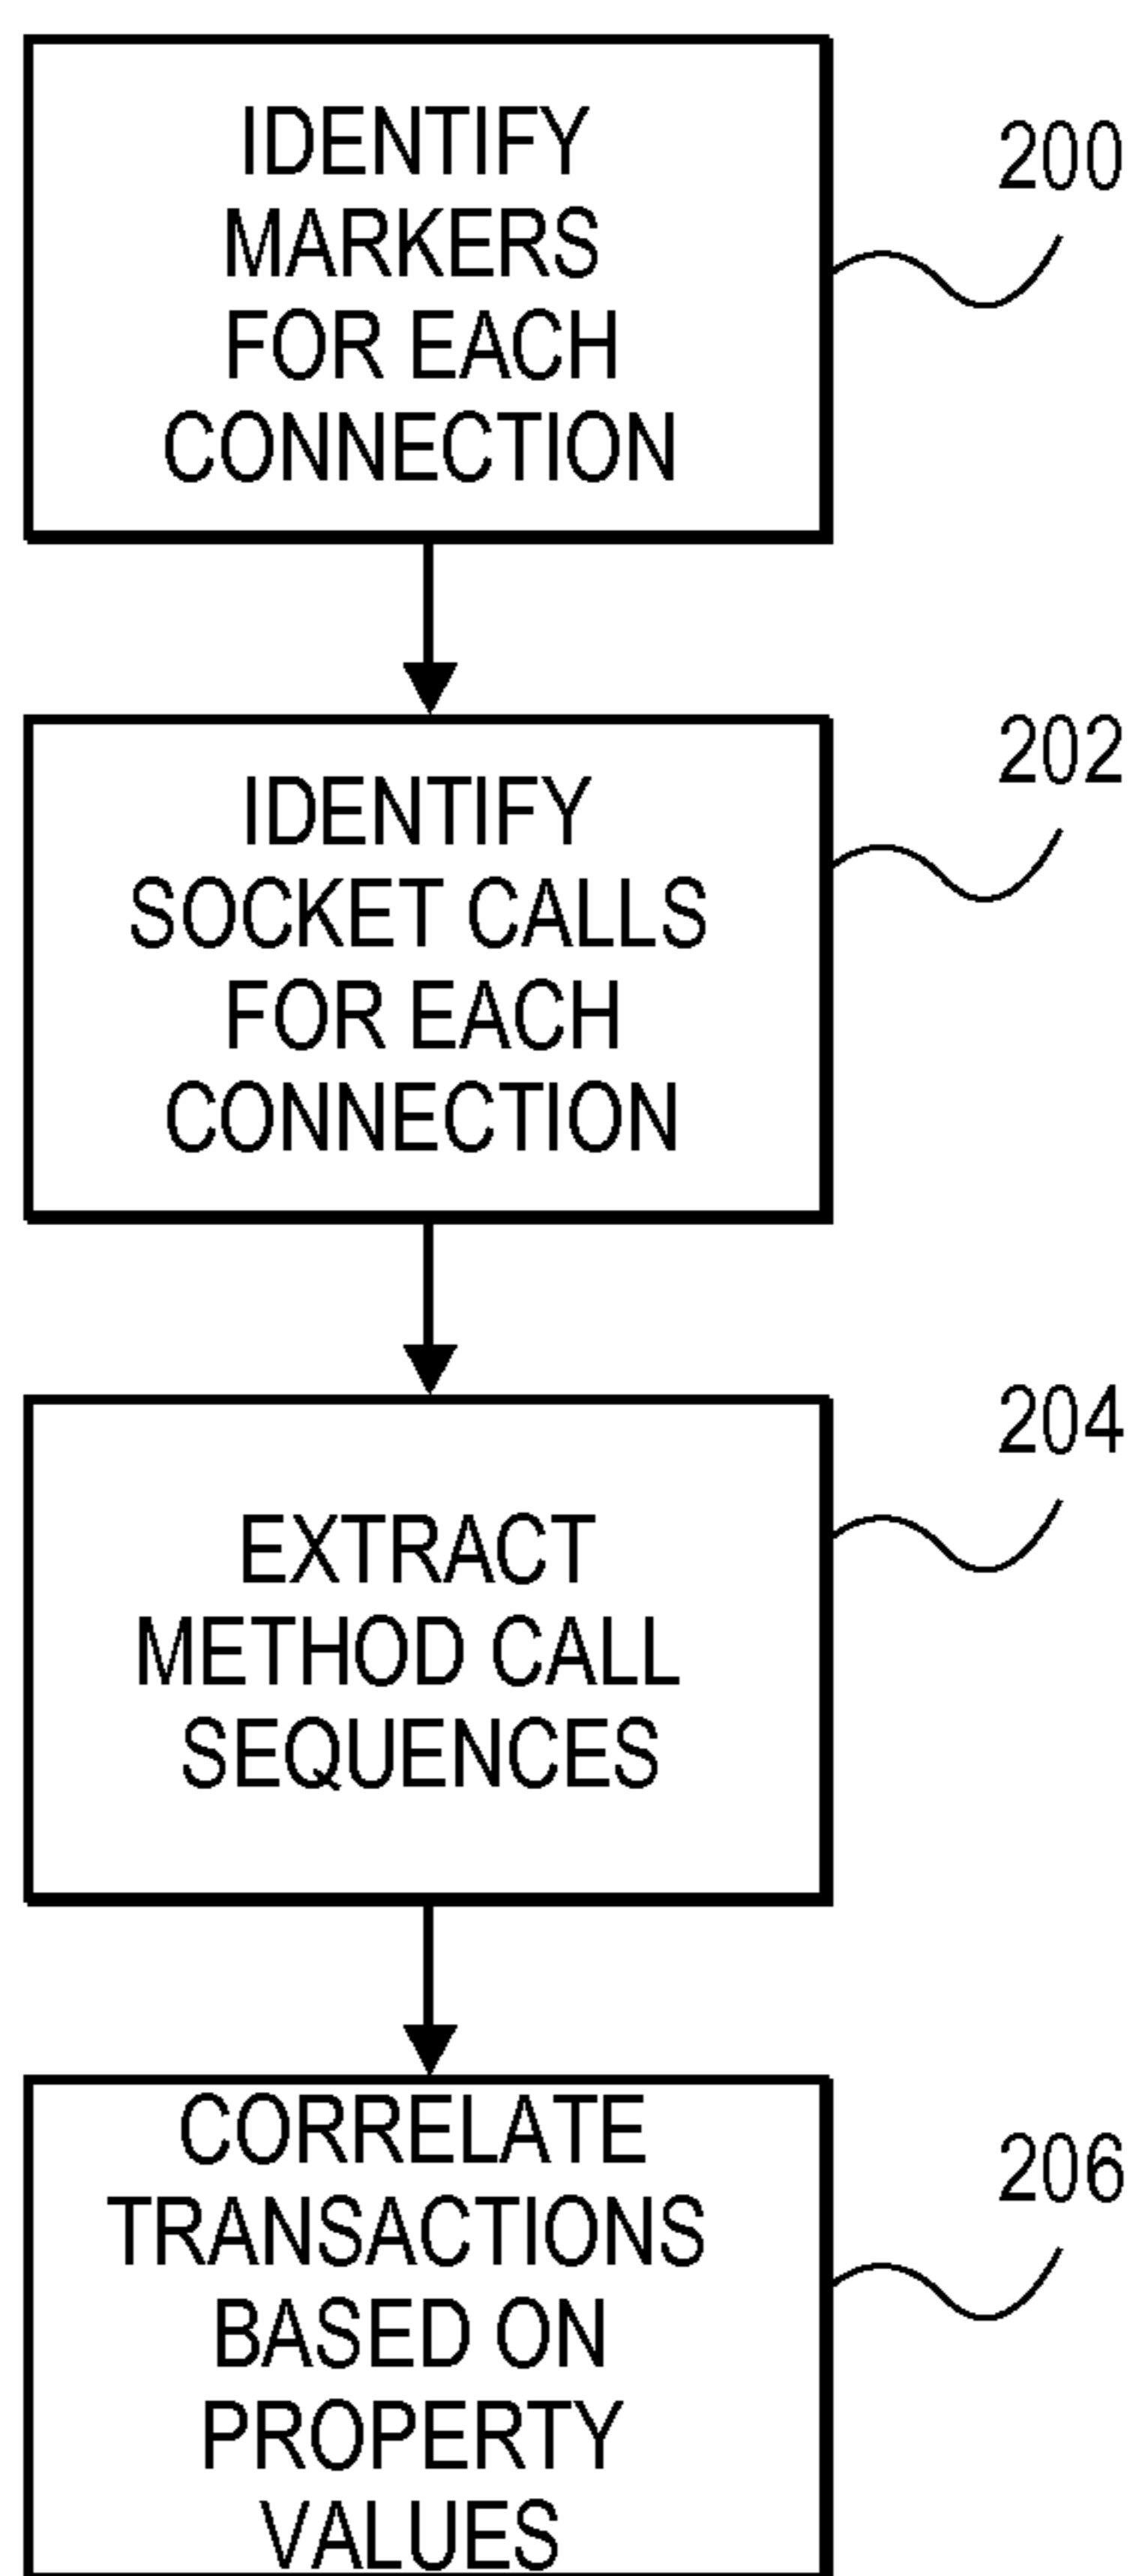 IDENTIFY
MARKERS
FOR EACH
CONNECTION
200
IDENTIFY
SOCKET CALLS
FOR EACH
CONNECTION
202
EXTRACT
METHOD CALL
SEQUENCES
204
CORRELATE
TRANSACTIONS
BASED ON
PROPERTY
VALUES
206